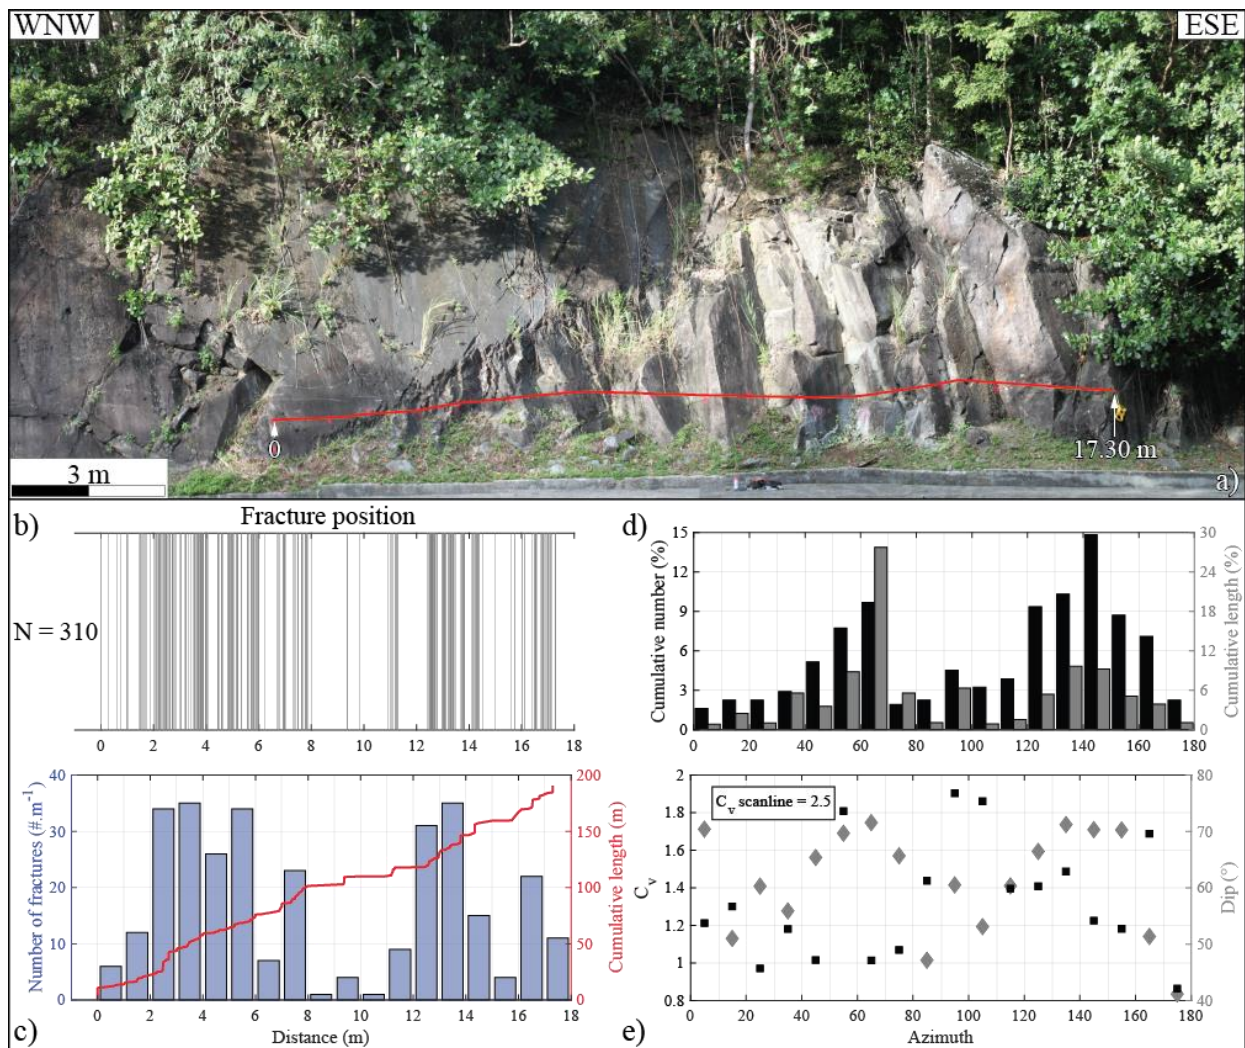 WNW
ESE
0
17.30 m
3 m
a)
b)
Fracture position
N = 310
0 2 4 6 8 10 12 14 16 18
c)
Number of fractures (#.m⁻¹)
40
30
20
10
0
Cumulative length (m)
200
150
100
50
0
0 2 4 6 8 10 12 14 16 18
Distance (m)
d)
Cumulative number (%)
15
12
9
6
3
0
Cumulative length (%)
30
24
18
12
6
0
0 20 40 60 80 100 120 140 160 180
e)
Cᵥ scanline = 2.5
Cᵥ
2
1.8
1.6
1.4
1.2
1
0.8
Dip (°)
80
70
60
50
40
0 20 40 60 80 100 120 140 160 180
Azimuth